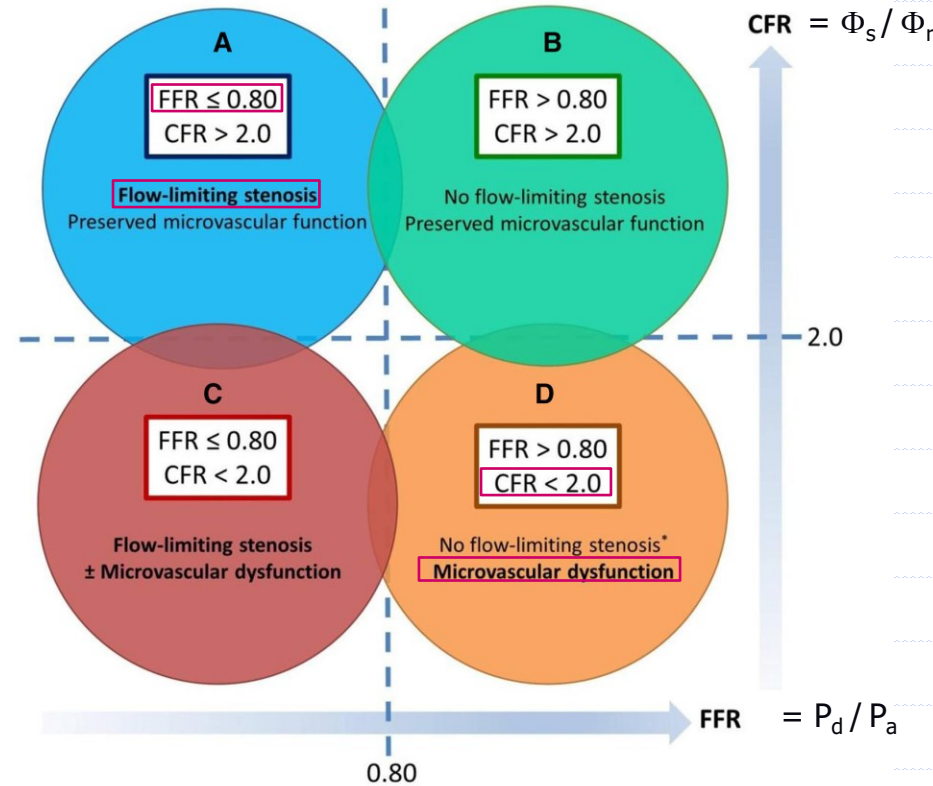 A
FFR ≤ 0.80
CFR > 2.0
Flow-limiting stenosis
Preserved microvascular function
B
FFR > 0.80
CFR > 2.0
No flow-limiting stenosis
Preserved microvascular function
CFR = Φs / Φr
2.0
C
FFR ≤ 0.80
CFR < 2.0
Flow-limiting stenosis
± Microvascular dysfunction
D
FFR > 0.80
CFR < 2.0
No flow-limiting stenosis*
Microvascular dysfunction
FFR = Pd / Pa
0.80